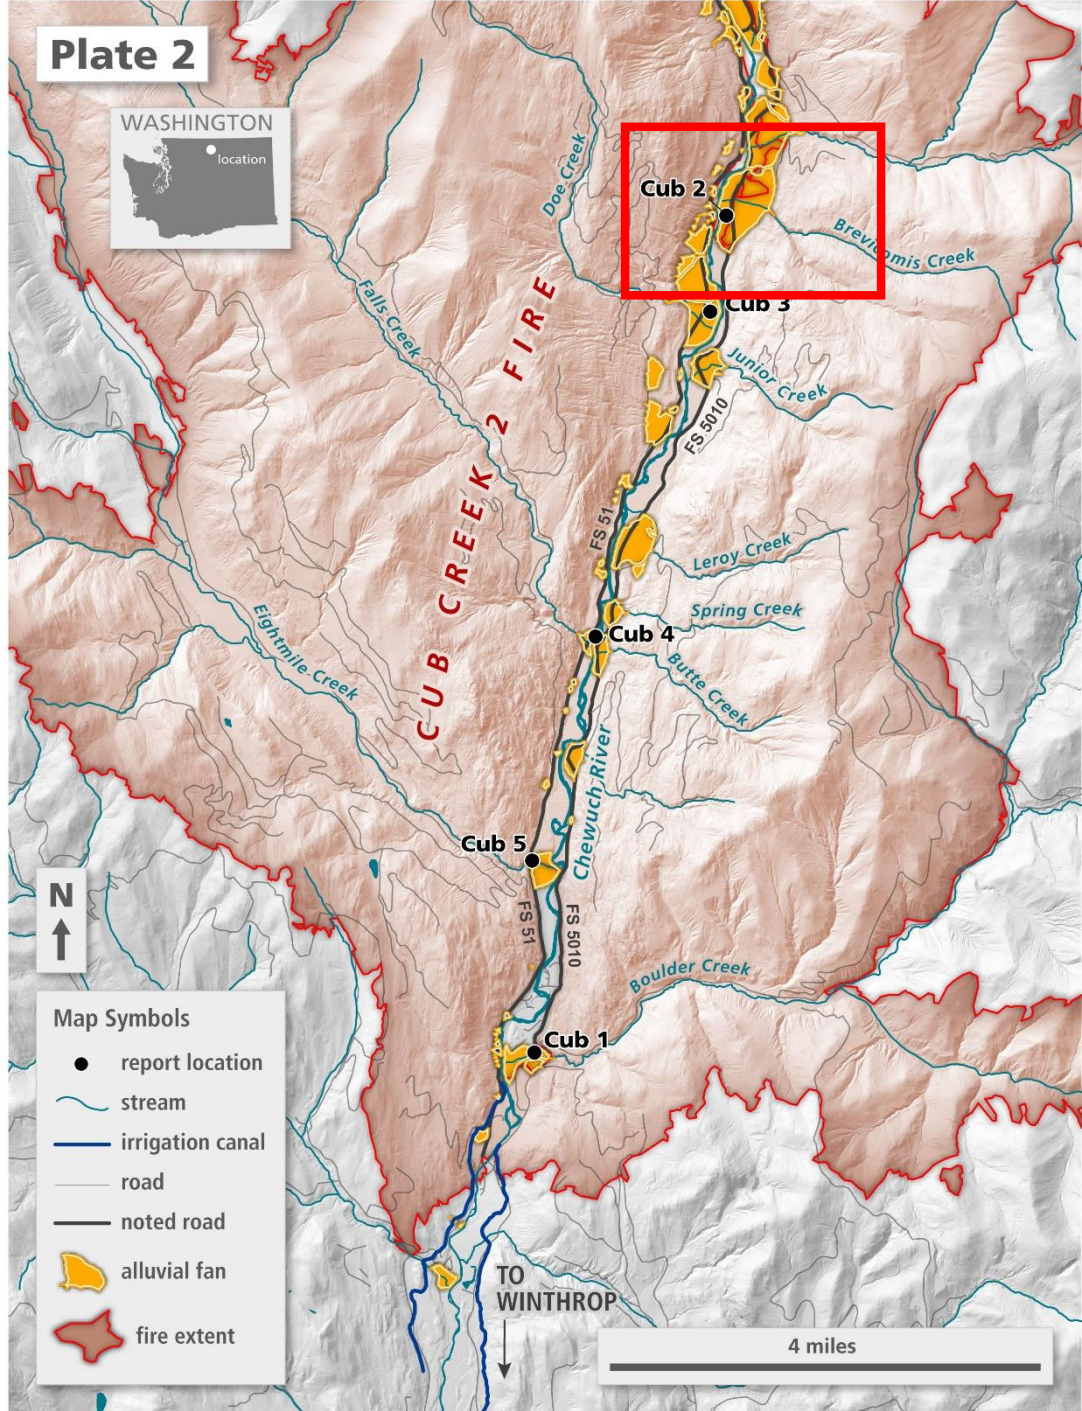 Plate 2
WASHINGTON
location
Doe Creek
Cub 2
Brevicomis Creek
Falls Creek
Cub 3
Junior Creek
FS 5010
CUB CREEK 2 FIRE
FS 51
Leroy Creek
Spring Creek
Cub 4
Butte Creek
Eightmile Creek
Chewuch River
Cub 5
N
FS 51
FS 5010
Boulder Creek
Cub 1
Map Symbols
report location
stream
irrigation canal
road
noted road
alluvial fan
fire extent
TO
WINTHROP
4 miles